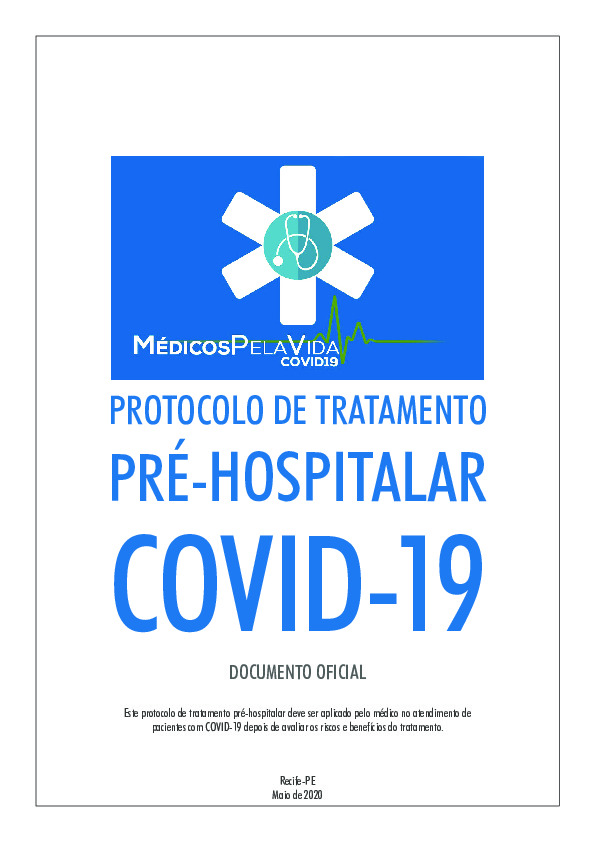 MÉDICOSPELAVIDA
COVID19
PROTOCOLO DE TRATAMENTO
PRÉ-HOSPITALAR
COVID-19
DOCUMENTO OFICIAL
Este protocolo de tratamento pré-hospitalar deve ser aplicado pelo médico no atendimento de
pacientes com COVID-19 depois de avaliar os riscos e benefícios do tratamento.
Recife-PE
Maio de 2020